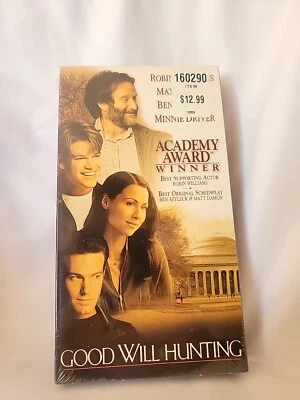 ROBIN
160290
ITEM
$12.99
MAT
BEN
MINNIE DRIVER
ACADEMY
AWARD™
WINNER
BEST SUPPORTING ACTOR
ROBIN WILLIAMS
BEST ORIGINAL SCREENPLAY
BEN AFFLECK & MATT DAMON
GOOD WILL HUNTING